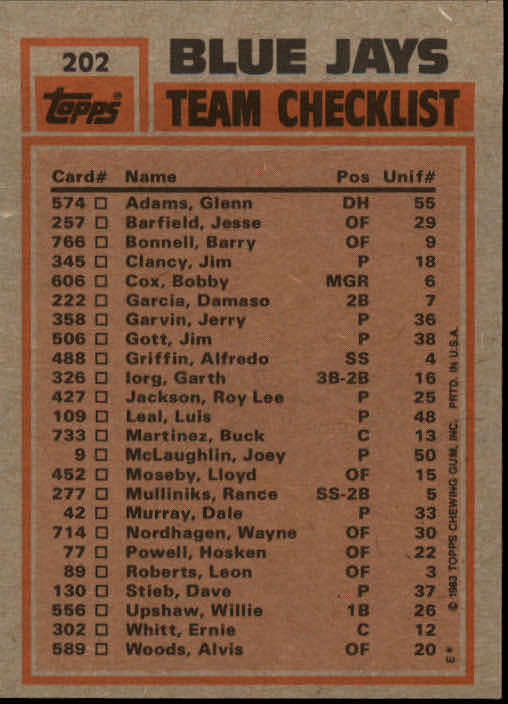 202
BLUE JAYS
Topps
TEAM CHECKLIST
Card# Name Pos Unif#
574 Adams, Glenn DH 55
257 Barfield, Jesse OF 29
766 Bonnell, Barry OF 9
345 Clancy, Jim P 18
606 Cox, Bobby MGR 6
222 Garcia, Damaso 2B 7
358 Garvin, Jerry P 36
506 Gott, Jim P 38
488 Griffin, Alfredo SS 4
326 Iorg, Garth 3B-2B 16
427 Jackson, Roy Lee P 25
109 Leal, Luis P 48
733 Martinez, Buck C 13
9 McLaughlin, Joey P 50
452 Moseby, Lloyd OF 15
277 Mulliniks, Rance SS-2B 5
42 Murray, Dale P 33
714 Nordhagen, Wayne OF 30
77 Powell, Hosken OF 22
89 Roberts, Leon OF 3
130 Stieb, Dave P 37
556 Upshaw, Willie 1B 26
302 Whitt, Ernie C 12
589 Woods, Alvis OF 20
E* © 1983 TOPPS CHEWING GUM, INC. PRTD. IN U.S.A.